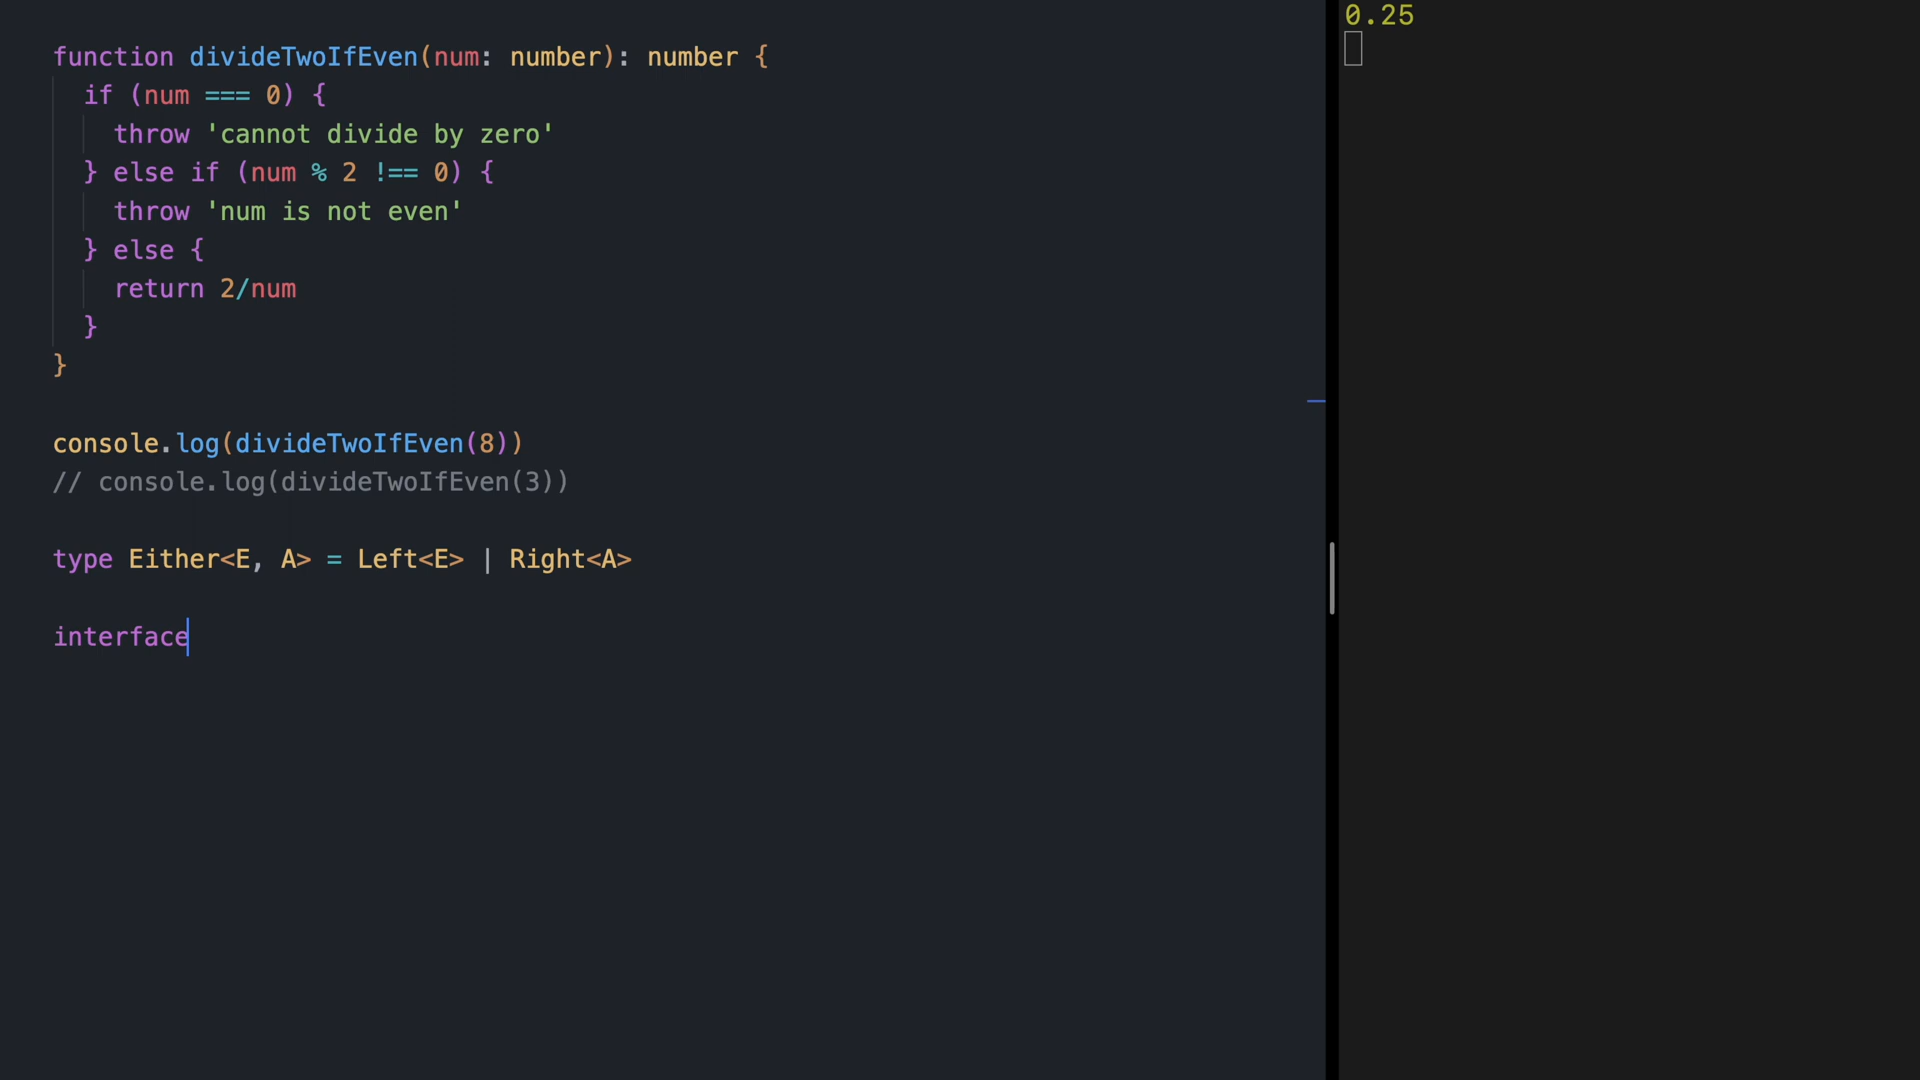 function divideTwoIfEven(num: number): number {
if (num === 0) {
throw 'cannot divide by zero'
} else if (num % 2 !== 0) {
throw 'num is not even'
} else {
return 2/num
}
}
console.log(divideTwoIfEven(8))
// console.log(divideTwoIfEven(3))
type Either<E, A> = Left<E> | Right<A>
interface
0.25